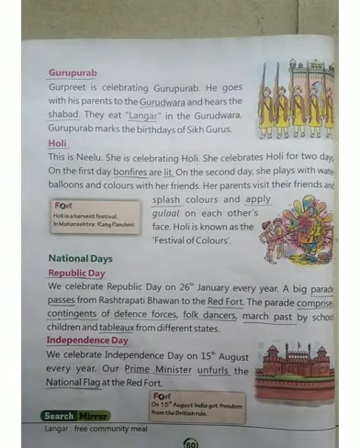 Gurupurab
Gurpreet is celebrating Gurupurab. He goes
with his parents to the Gurudwara and hears the
shabad. They eat "Langar" in the Gurudwara.
Gurupurab marks the birthdays of Sikh Gurus.
Holi
This is Neelu. She is celebrating Holi. She celebrates Holi for two days
On the first day bonfires are lit. On the second day, she plays with wate
balloons and colours with her friends. Her parents visit their friends and
splash colours and apply
gulaal on each other's
face. Holi is known as the
'Festival of Colours'.
Holi is a harvest festival.
In Maharashtra: Rang Panchmi
National Days
Republic Day
We celebrate Republic Day on 26th January every year. A big parad
passes from Rashtrapati Bhawan to the Red Fort. The parade comprise
contingents of defence forces, folk dancers, march past by schoo
children and tableaux from different states.
Independence Day
We celebrate Independence Day on 15th August
every year. Our Prime Minister unfurls the
National Flag at the Red Fort.
On 15th August India got freedom
from the British rule.
Search Mirror
Langar : free community meal
60